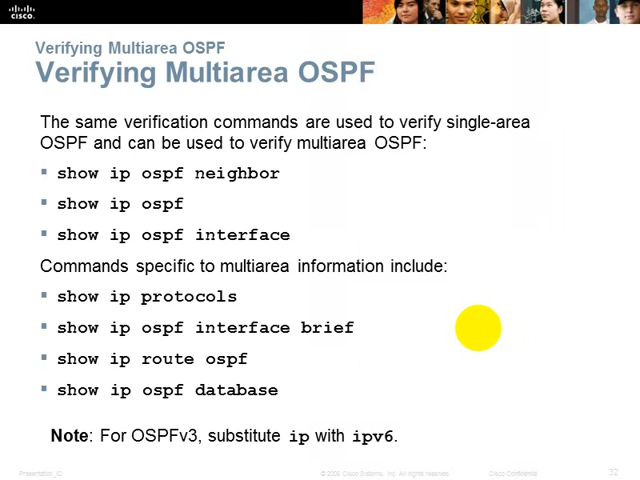 CISCO.
Verifying Multiarea OSPF
Verifying Multiarea OSPF
The same verification commands are used to verify single-area
OSPF and can be used to verify multiarea OSPF:
▪ show ip ospf neighbor
▪ show ip ospf
▪ show ip ospf interface
Commands specific to multiarea information include:
▪ show ip protocols
▪ show ip ospf interface brief
▪ show ip route ospf
▪ show ip ospf database
Note: For OSPFv3, substitute ip with ipv6.
Presentation_ID © 2008 Cisco Systems, Inc. All rights reserved. Cisco Confidential 32